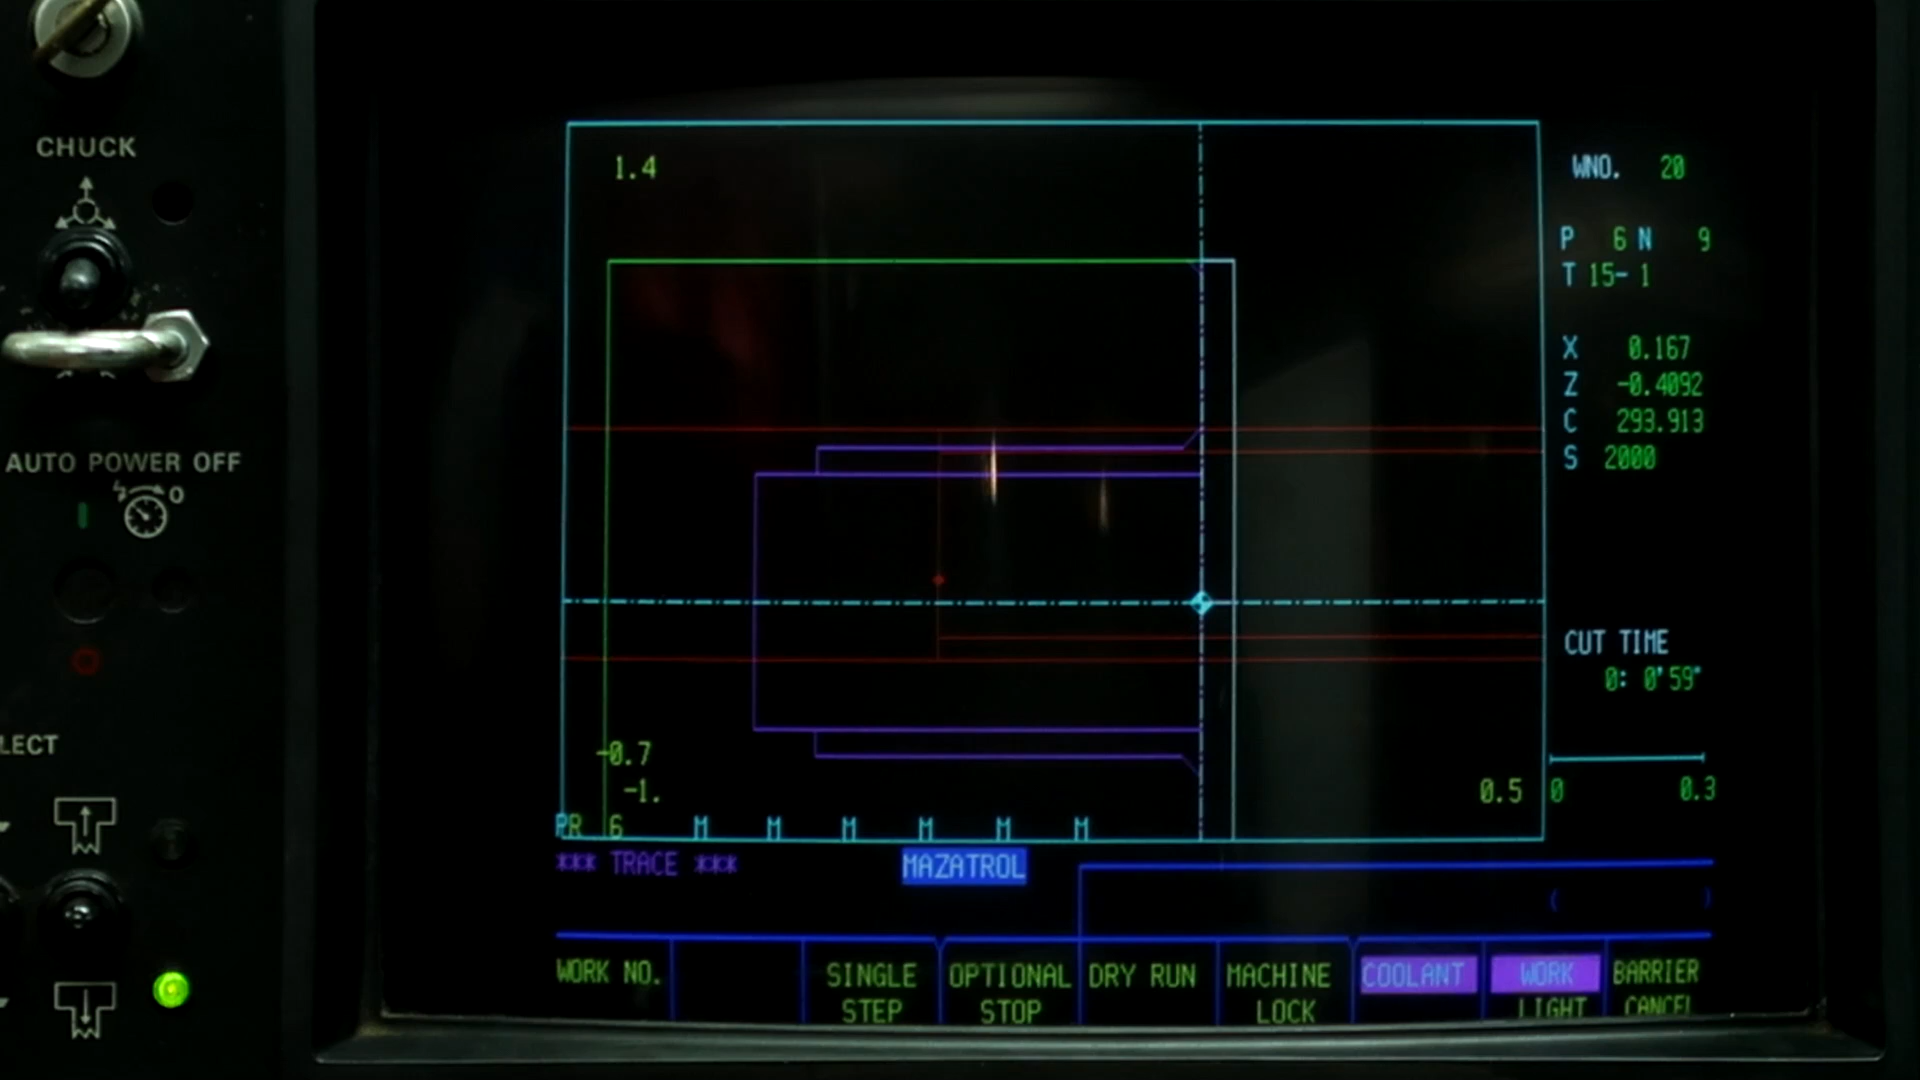 CHUCK
AUTO POWER OFF
O
LECT
1.4
-0.7
-1.
0.5
PR 6 M M M M M M
WNO. 20
P 6 N 9
T 15- 1
X 0.167
Z -0.4092
C 293.913
S 2000
CUT TIME
0: 0'59"
0 0.3
*** TRACE *** MAZATROL
( )
WORK NO.
SINGLE STEP
OPTIONAL STOP
DRY RUN
MACHINE LOCK
COOLANT
WORK LIGHT
BARRIER CANCEL